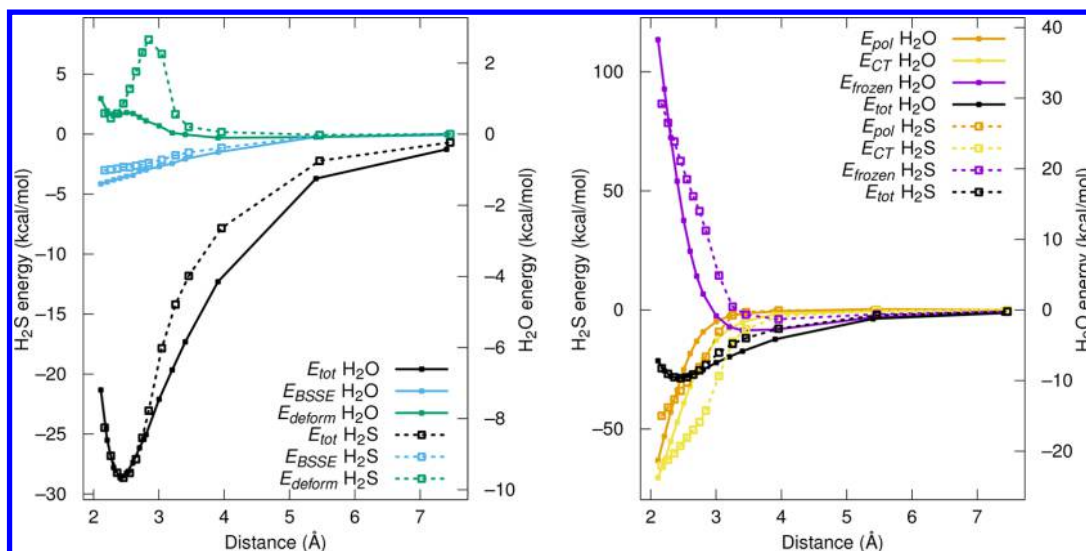 5
0
−5
−10
−15
−20
−25
−30
H2S energy (kcal/mol)
2
0
−2
−4
−6
−8
−10
H2O energy (kcal/mol)
Etot H2O
EBSSE H2O
Edeform H2O
Etot H2S
EBSSE H2S
Edeform H2S
2 3 4 5 6 7
Distance (Å)
100
50
0
−50
H2S energy (kcal/mol)
40
30
20
10
0
−10
−20
H2O energy (kcal/mol)
Epol H2O
ECT H2O
Efrozen H2O
Etot H2O
Epol H2S
ECT H2S
Efrozen H2S
Etot H2S
2 3 4 5 6 7
Distance (Å)